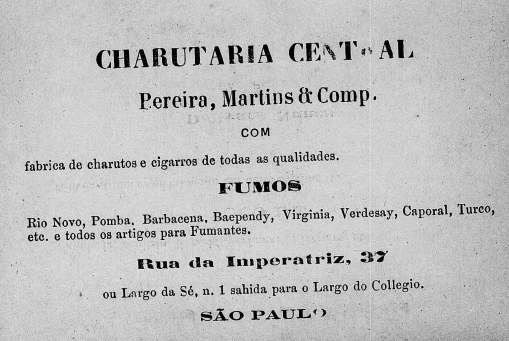 CHARUTARIA CENTRAL
Pereira, Martins & Comp.
COM
fabrica de charutos e cigarros de todas as qualidades.
FUMOS
Rio Novo, Pomba, Barbacena, Baependy, Virginia, Verdesay, Caporal, Turco,
etc. e todos os artigos para Fumantes.
Rua da Imperatriz, 37
ou Largo da Sé, n. 1 sahida para o Largo do Collegio.
SÃO PAULO